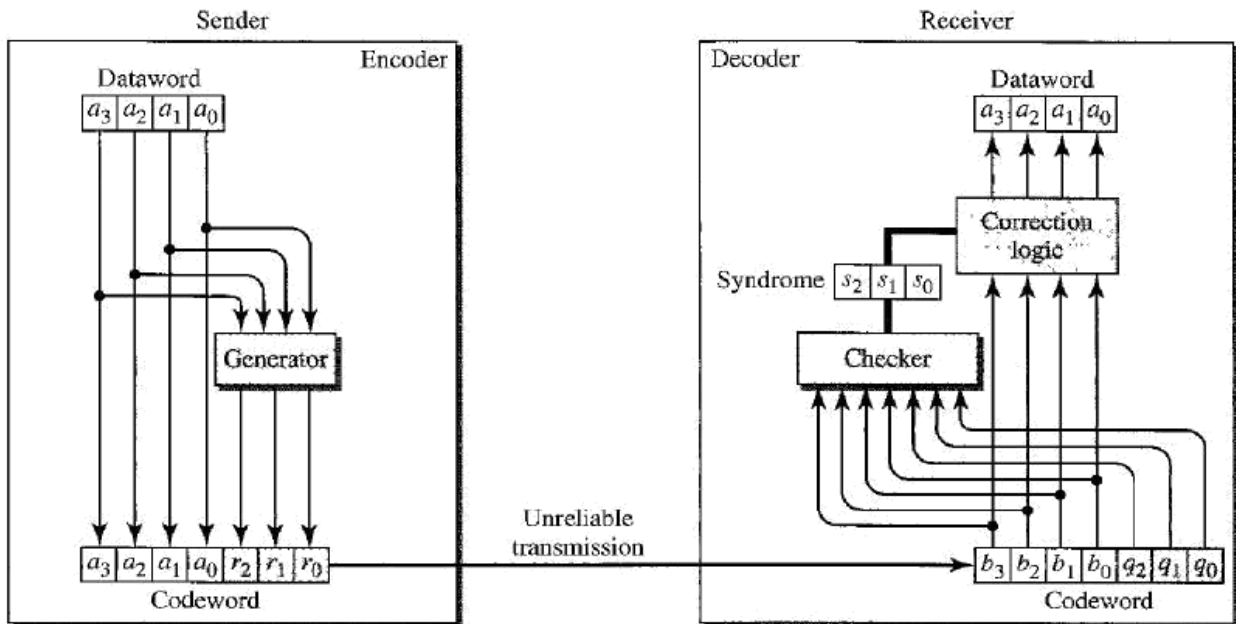 Sender
Encoder
Dataword
a3 a2 a1 a0
Generator
a3 a2 a1 a0 r2 r1 r0
Codeword
Unreliable
transmission
Receiver
Decoder
Dataword
a3 a2 a1 a0
Correction
logic
Syndrome s2 s1 s0
Checker
b3 b2 b1 b0 q2 q1 q0
Codeword